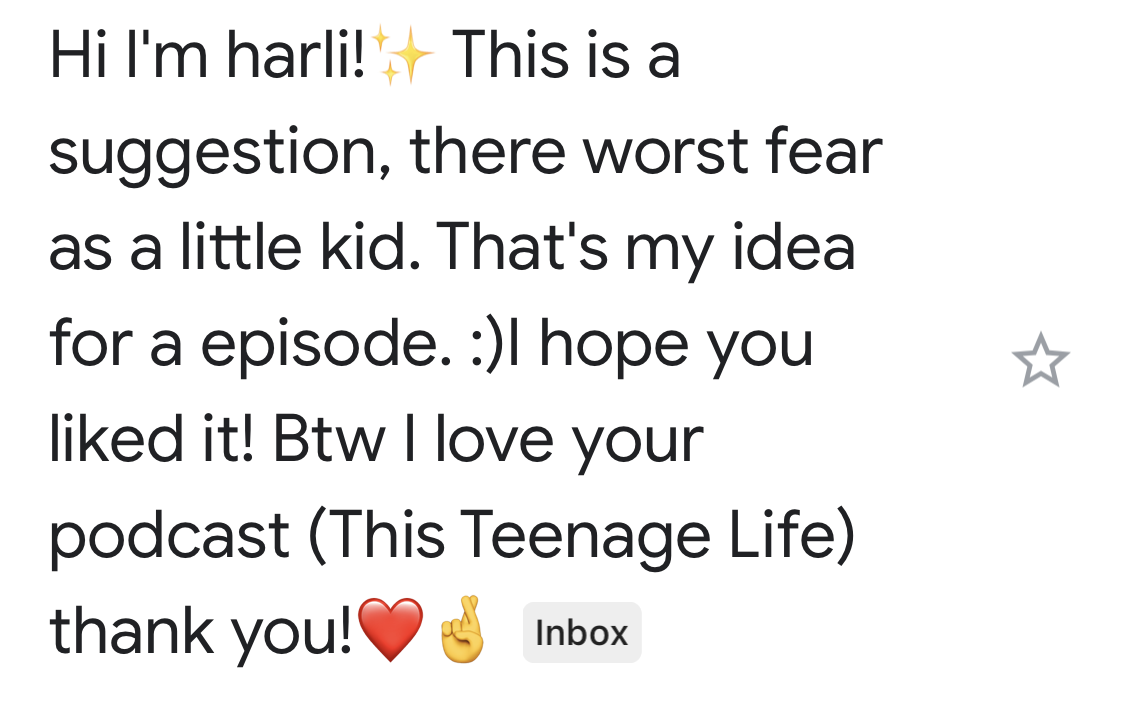 Hi I'm harli!✨ This is a
suggestion, there worst fear
as a little kid. That's my idea
for a episode. :)I hope you
liked it! Btw I love your
podcast (This Teenage Life)
thank you!❤️🤞 Inbox